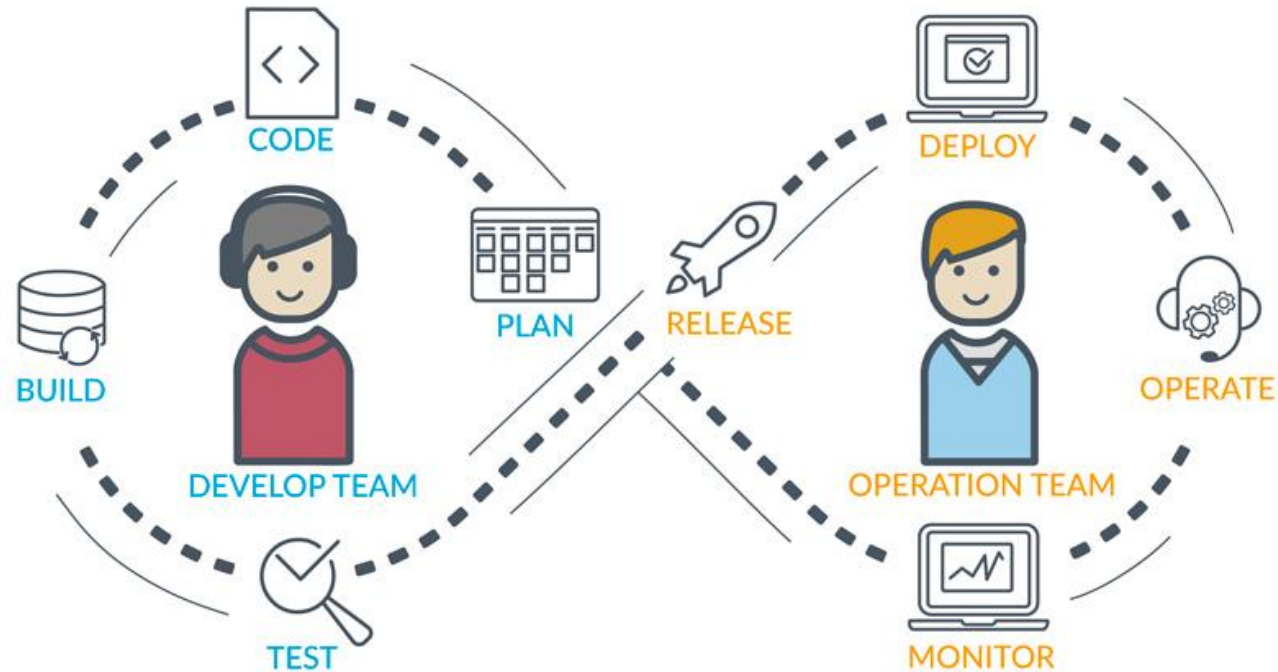 CODE
DEPLOY
PLAN
RELEASE
BUILD
OPERATE
DEVELOP TEAM
OPERATION TEAM
TEST
MONITOR